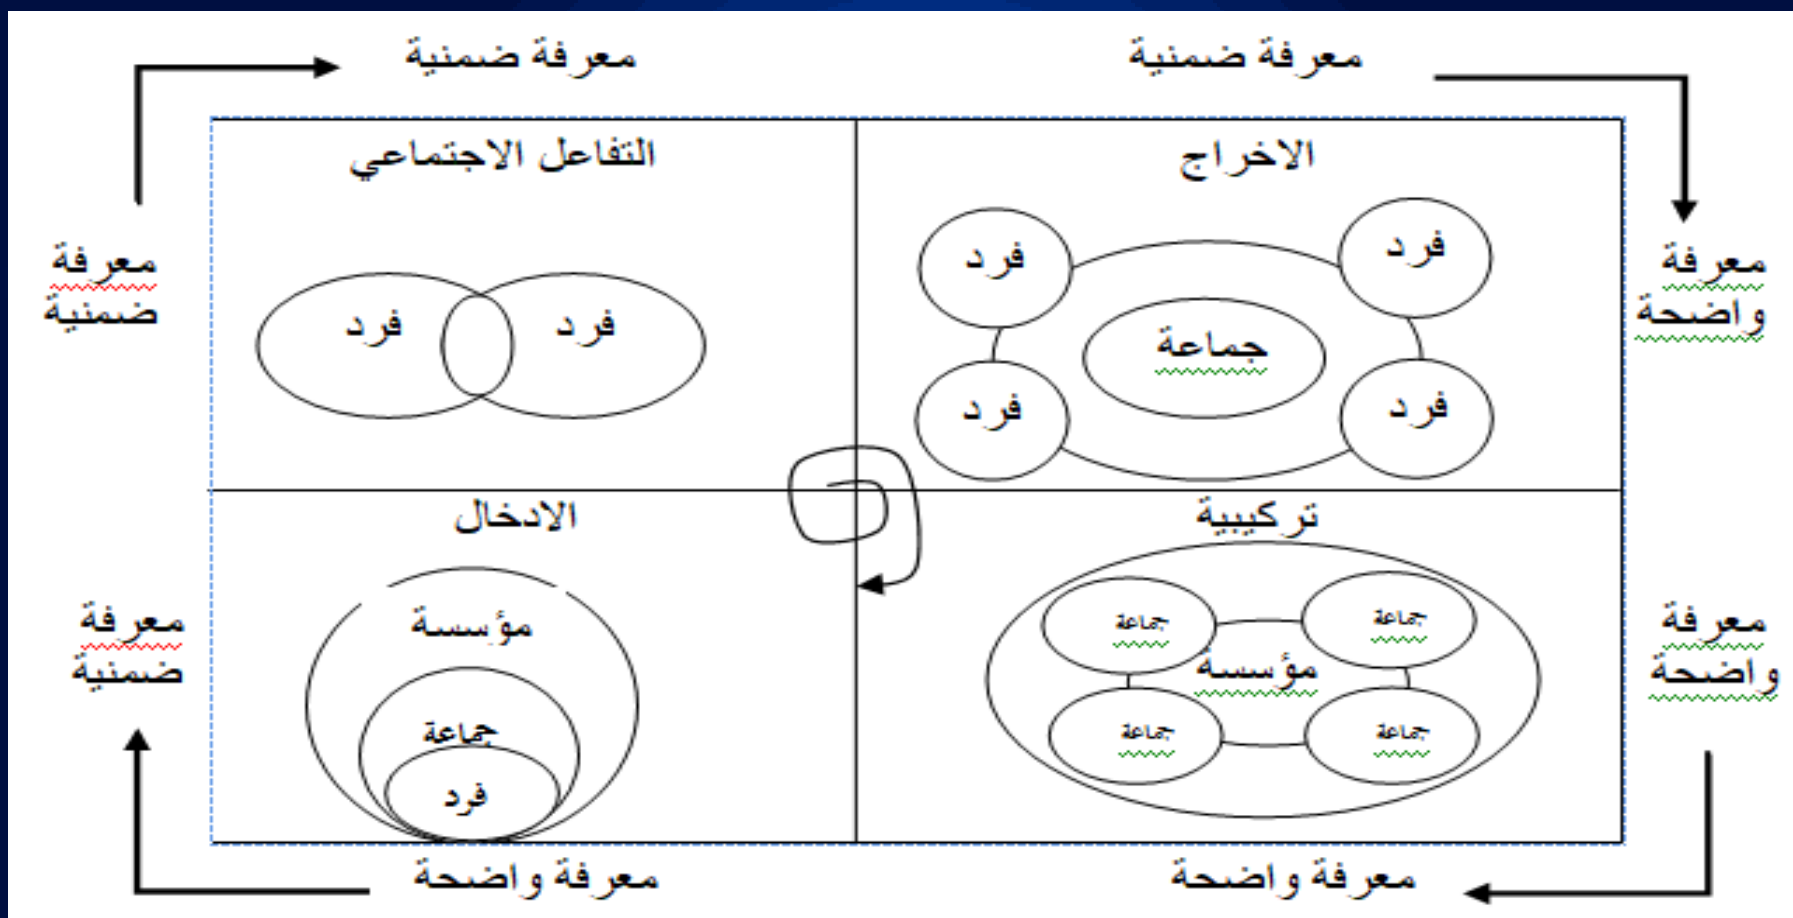 معرفة ضمنية
معرفة ضمنية
الاخراج
التفاعل الاجتماعي
معرفة
واضحة
فرد
فرد
جماعة
فرد
فرد
فرد
فرد
معرفة
ضمنية
تركيبية
الادخال
معرفة
واضحة
جماعة
جماعة
مؤسسة
جماعة
جماعة
مؤسسة
جماعة
فرد
معرفة
ضمنية
معرفة واضحة
معرفة واضحة